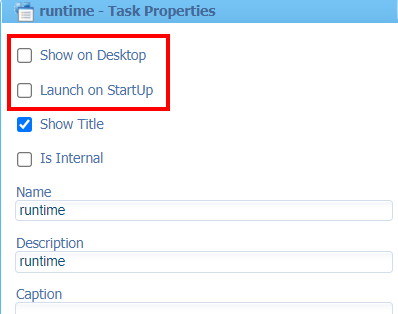 runtime - Task Properties
Show on Desktop
Launch on StartUp
Show Title
Is Internal
Name
runtime
Description
runtime
Caption